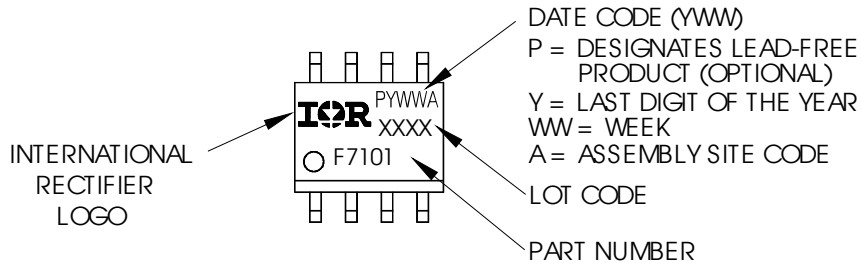 DATE CODE (YWW)
P = DESIGNATES LEAD-FREE
PRODUCT (OPTIONAL)
Y = LAST DIGIT OF THE YEAR
WW = WEEK
A = ASSEMBLY SITE CODE
LOT CODE
PART NUMBER
INTERNATIONAL
RECTIFIER
LOGO
PYWWA
IOR
XXXX
F7101